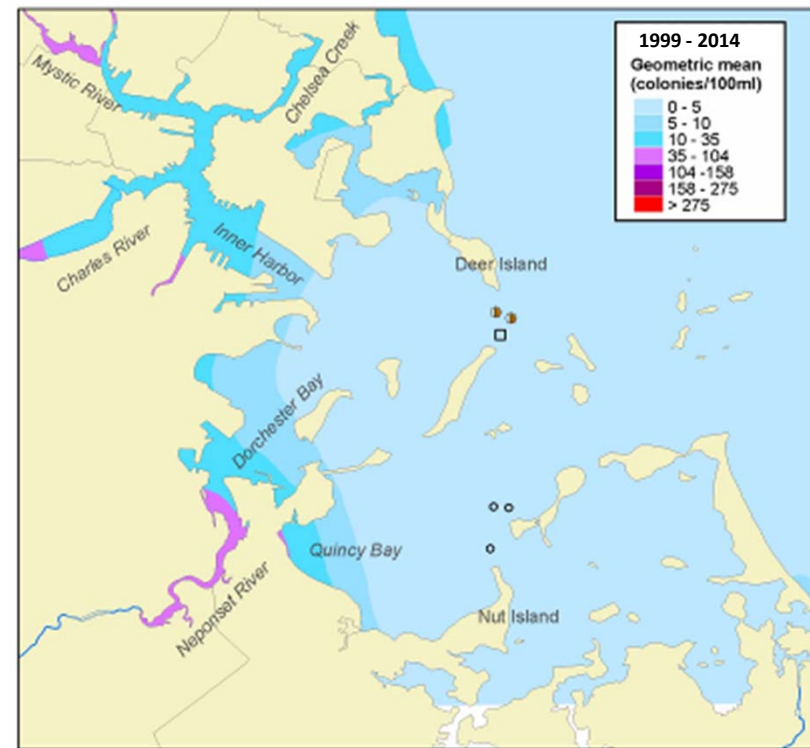 1999 - 2014
Geometric mean
(colonies/100ml)
0 - 5
5 - 10
10 - 35
35 - 104
104 -158
158 - 275
> 275
Mystic River
Chelsea Creek
Charles River
Inner Harbor
Deer Island
Dorchester Bay
Quincy Bay
Neponset River
Nut Island